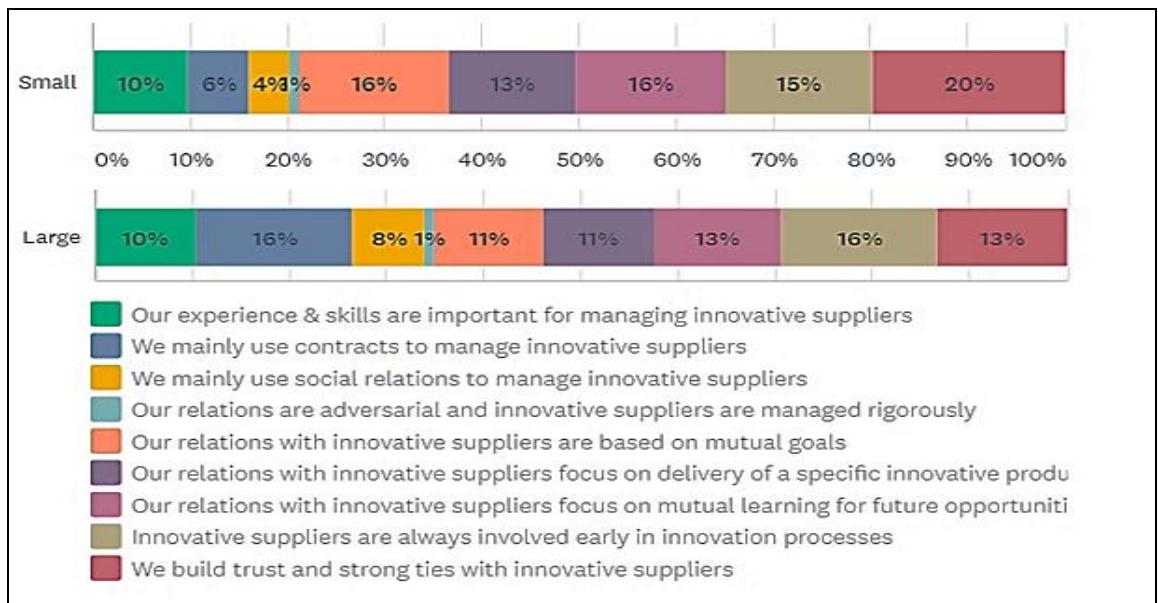 Small 10% 6% 4% 1% 16% 13% 16% 15% 20%
0% 10% 20% 30% 40% 50% 60% 70% 80% 90% 100%
Large 10% 16% 8% 1% 11% 11% 13% 16% 13%
Our experience & skills are important for managing innovative suppliers
We mainly use contracts to manage innovative suppliers
We mainly use social relations to manage innovative suppliers
Our relations are adversarial and innovative suppliers are managed rigorously
Our relations with innovative suppliers are based on mutual goals
Our relations with innovative suppliers focus on delivery of a specific innovative produ
Our relations with innovative suppliers focus on mutual learning for future opportuniti
Innovative suppliers are always involved early in innovation processes
We build trust and strong ties with innovative suppliers